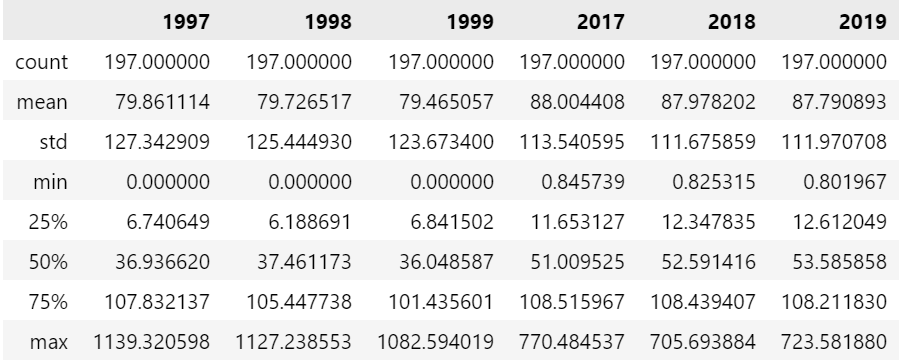 1997 1998 1999 2017 2018 2019
count 197.000000 197.000000 197.000000 197.000000 197.000000 197.000000
mean 79.861114 79.726517 79.465057 88.004408 87.978202 87.790893
std 127.342909 125.444930 123.673400 113.540595 111.675859 111.970708
min 0.000000 0.000000 0.000000 0.845739 0.825315 0.801967
25% 6.740649 6.188691 6.841502 11.653127 12.347835 12.612049
50% 36.936620 37.461173 36.048587 51.009525 52.591416 53.585858
75% 107.832137 105.447738 101.435601 108.515967 108.439407 108.211830
max 1139.320598 1127.238553 1082.594019 770.484537 705.693884 723.581880